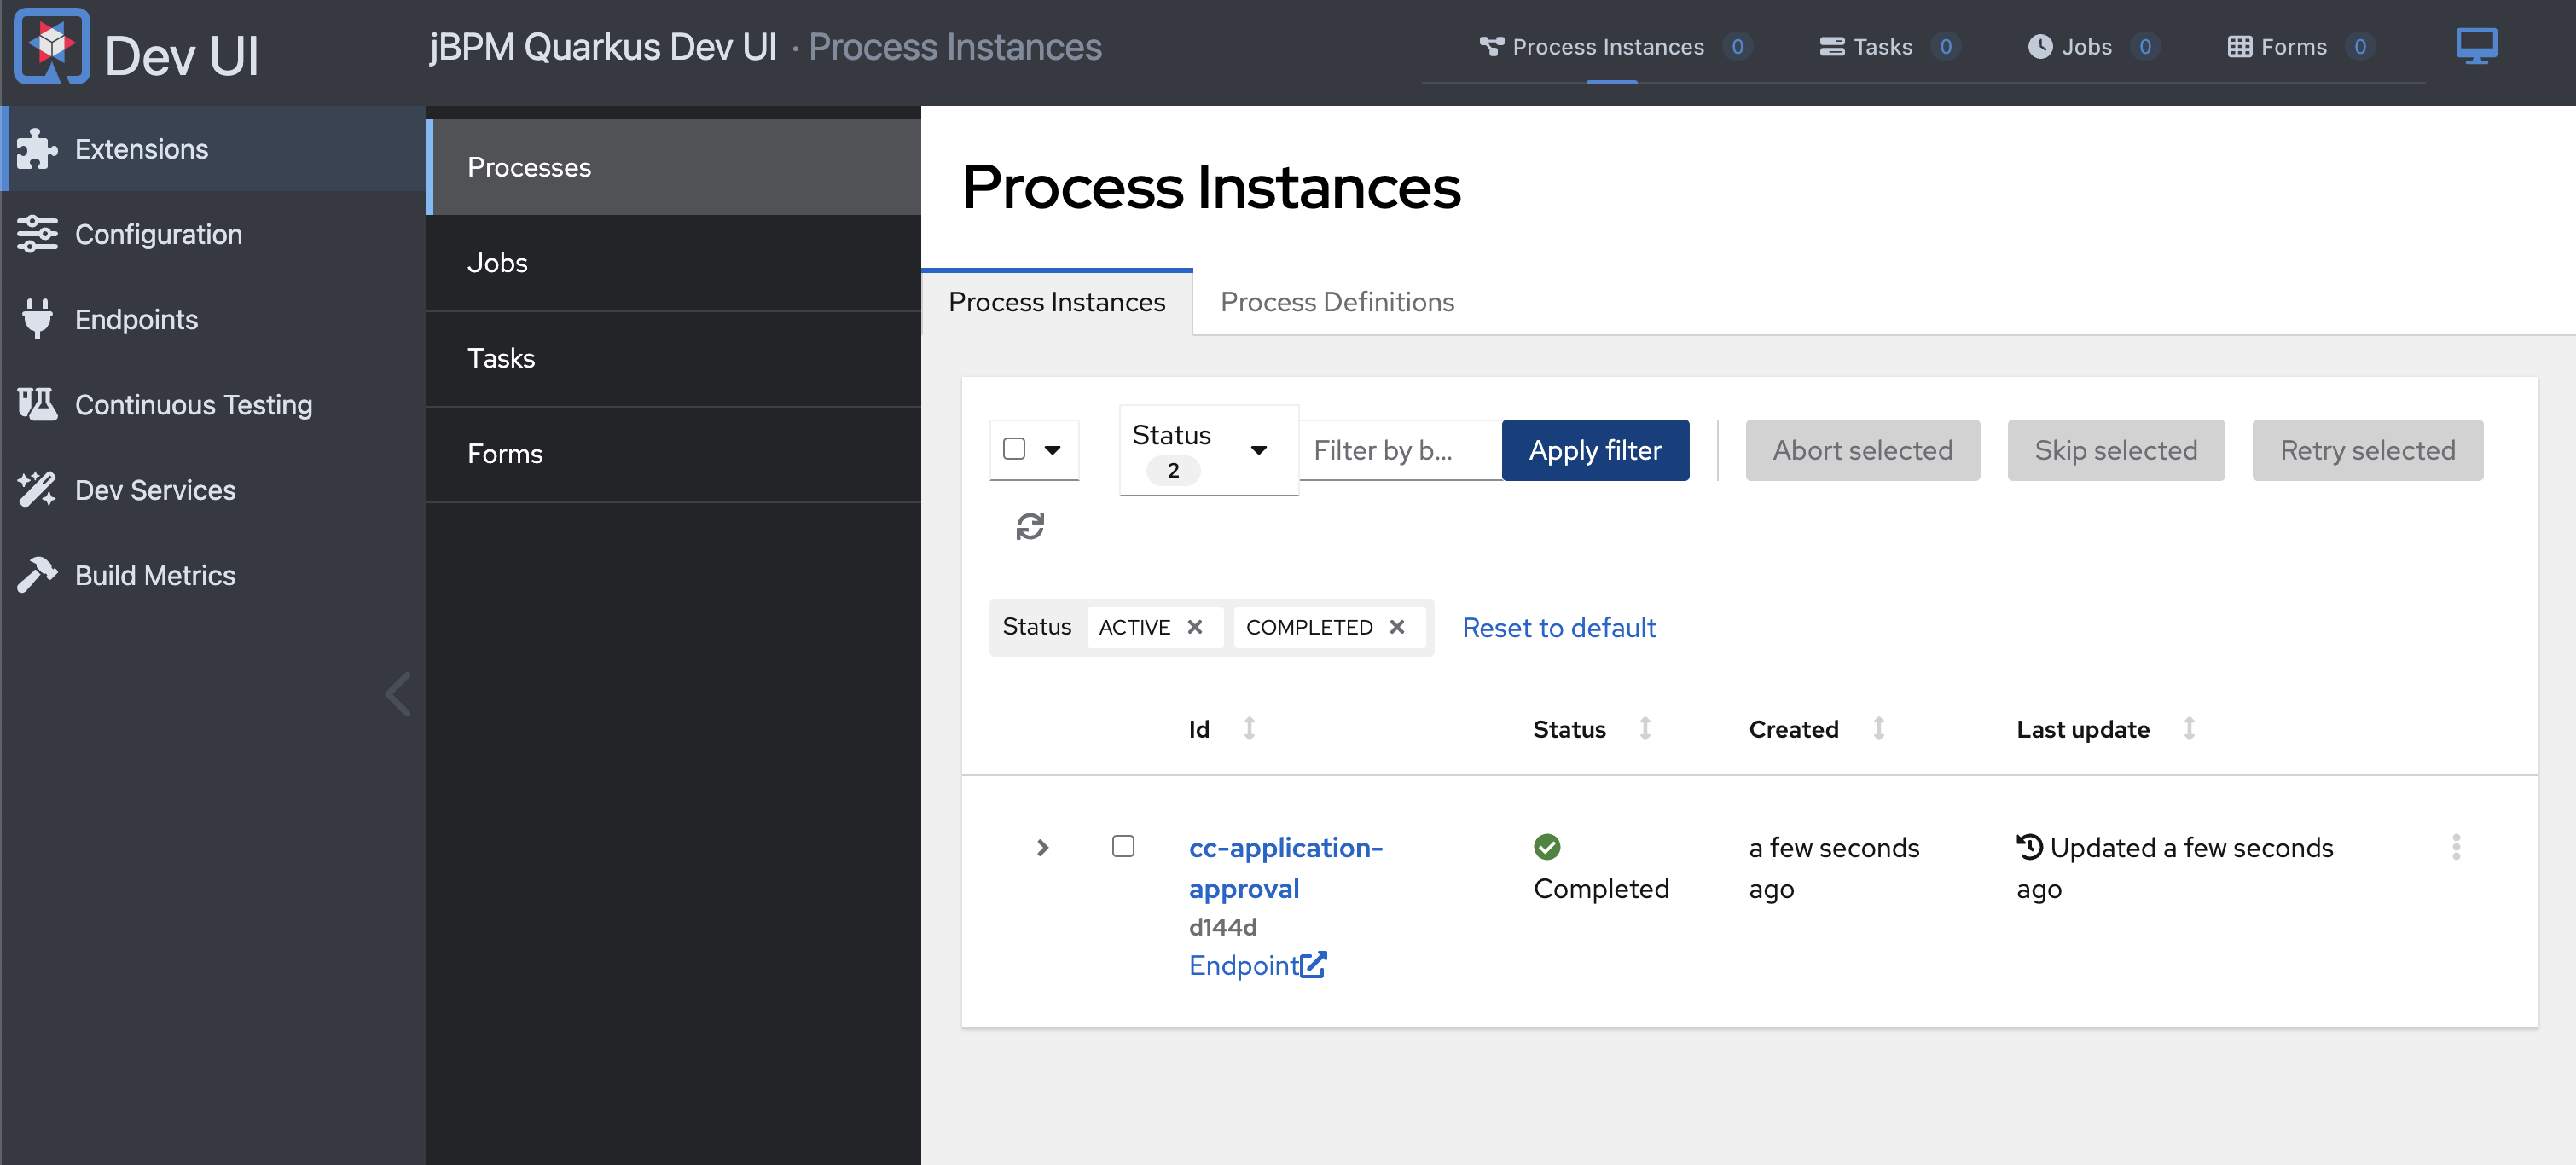 Dev UI
jBPM Quarkus Dev UI · Process Instances
Process Instances 0
Tasks 0
Jobs 0
Forms 0
Extensions
Configuration
Endpoints
Continuous Testing
Dev Services
Build Metrics
Processes
Jobs
Tasks
Forms
Process Instances
Process Instances
Process Definitions
Status
2
Filter by b...
Apply filter
Abort selected
Skip selected
Retry selected
Status ACTIVE COMPLETED Reset to default
Id Status Created Last update
cc-application-
approval
d144d
Endpoint
Completed
a few seconds
ago
Updated a few seconds
ago